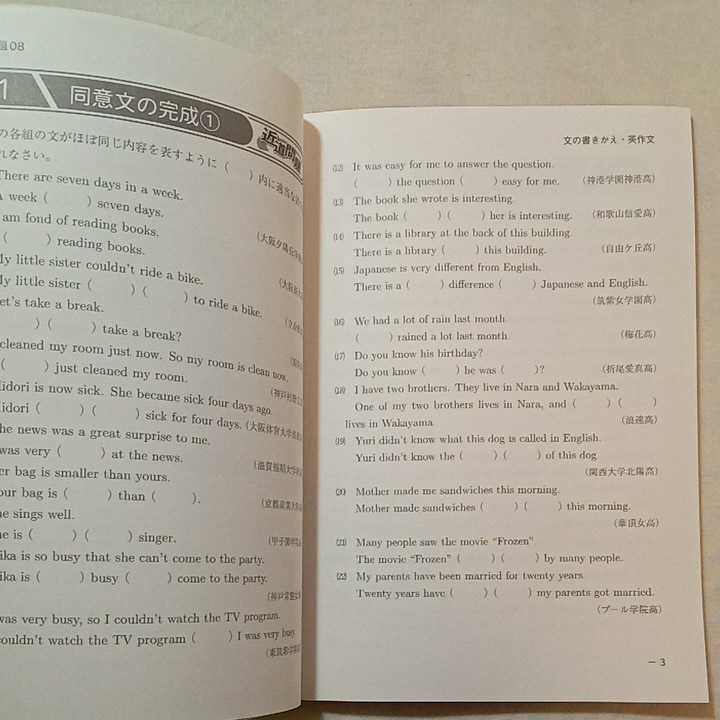 題08
1
同意文の完成①
近道問題
の各組の文がほぼ同じ内容を表すように( )内に適当な
れなさい。
There are seven days in a week.
A week ( ) seven days.
am fond of reading books.
( ) reading books.
My little sister couldn't ride a bike.
My little sister ( ) ( ) to ride a bike.
Let's take a break.
( ) ( ) take a break?
cleaned my room just now. So my room is clean now.
( ) just cleaned my room.
Midori is now sick. She became sick four days ago.
Midori ( ) ( ) sick for four days.
The news was a great surprise to me.
was very ( ) at the news.
er bag is smaller than yours.
our bag is ( ) than ( ).
he sings well.
he is ( ) ( ) singer.
ika is so busy that she can't come to the party.
ika is ( ) busy ( ) come to the party.
was very busy, so I couldn't watch the TV program.
couldn't watch the TV program ( ) I was very busy.
文の書きかえ・英作文
(12) It was easy for me to answer the question.
( ) the question ( ) easy for me. (神港学園神港高)
(13) The book she wrote is interesting.
The book ( ) ( ) her is interesting. (和歌山信愛高)
(14) There is a library at the back of this building.
There is a library ( ) this building. (自由ケ丘高)
(15) Japanese is very different from English.
There is a ( ) difference ( ) Japanese and English.
(筑紫女学園高)
(16) We had a lot of rain last month.
( ) rained a lot last month. (梅花高)
(17) Do you know his birthday?
Do you know ( ) he was ( )? (折尾愛真高)
(18) I have two brothers. They live in Nara and Wakayama.
One of my two brothers lives in Nara, and ( ) ( )
lives in Wakayama. (浪速高)
(19) Yuri didn't know what this dog is called in English.
Yuri didn't know the ( ) ( ) of this dog.
(関西大学北陽高)
(20) Mother made me sandwiches this morning.
Mother made sandwiches ( ) ( ) this morning.
(華頂女高)
(21) Many people saw the movie "Frozen".
The movie "Frozen" ( ) ( ) by many people.
(22) My parents have been married for twenty years.
Twenty years have ( ) ( ) my parents got married.
(プール学院高)
— 3